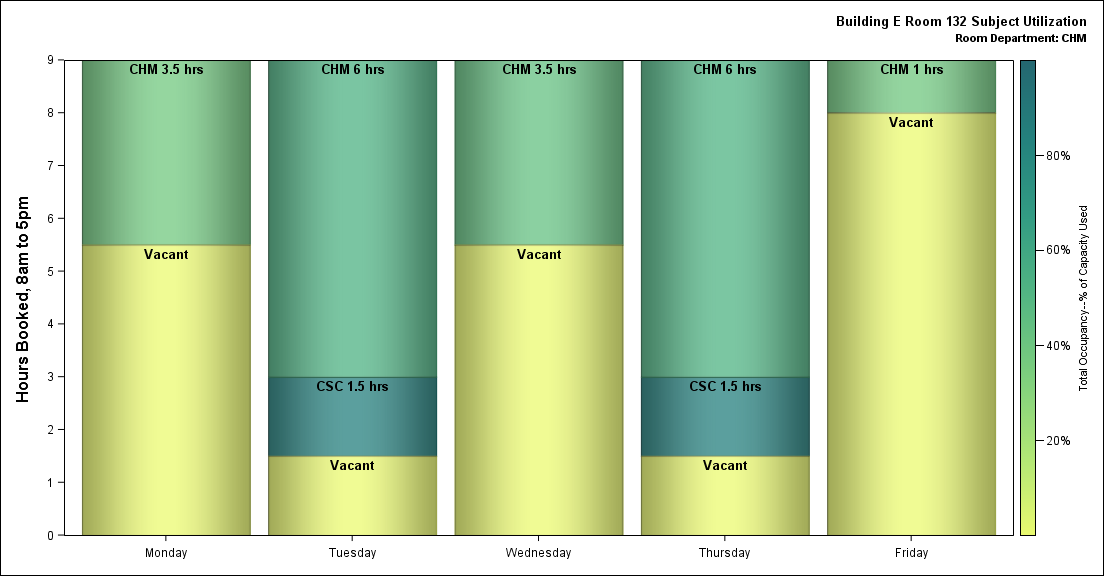 Building E Room 132 Subject Utilization
Room Department: CHM
Hours Booked, 8am to 5pm
9
8
7
6
5
4
3
2
1
0
CHM 3.5 hrs
Vacant
CHM 6 hrs
CSC 1.5 hrs
Vacant
CHM 3.5 hrs
Vacant
CHM 6 hrs
CSC 1.5 hrs
Vacant
CHM 1 hrs
Vacant
Monday
Tuesday
Wednesday
Thursday
Friday
80%
60%
40%
20%
Total Occupancy--% of Capacity Used